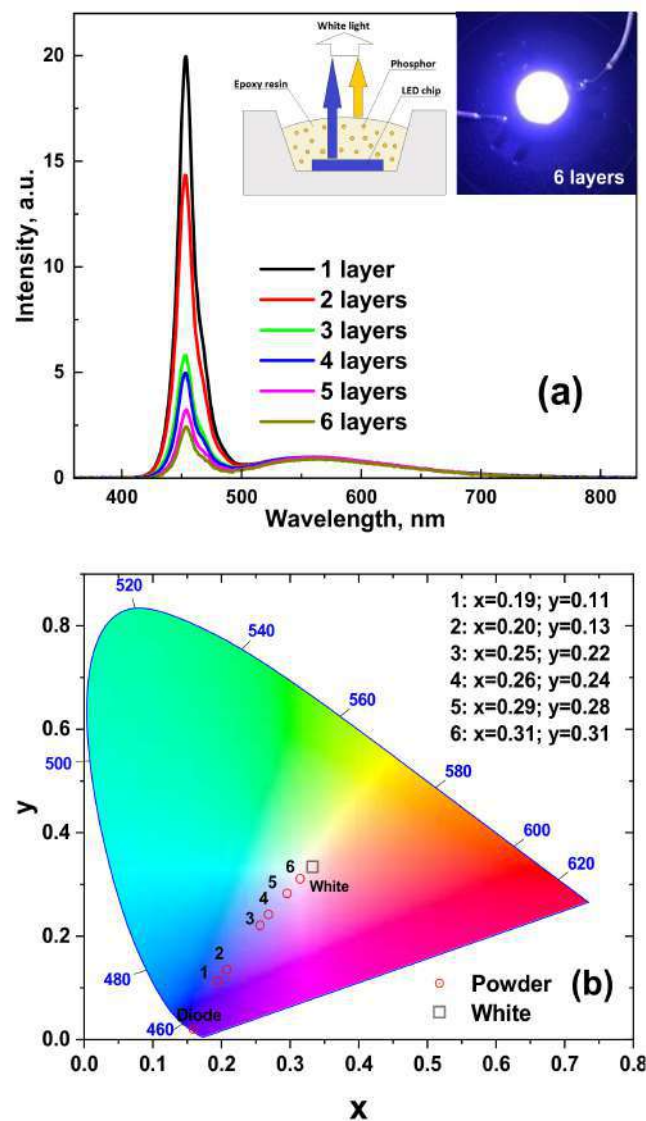 (a)
20
15
10
5
0
Intensity, a.u.
White light
Epoxy resin
Phosphor
LED chip
6 layers
1 layer
2 layers
3 layers
4 layers
5 layers
6 layers
400 500 600 700 800
Wavelength, nm
(b)
0.8
0.6
0.4
0.2
0.0
y
520
540
560
580
600
620
500
480
460
1: x=0.19; y=0.11
2: x=0.20; y=0.13
3: x=0.25; y=0.22
4: x=0.26; y=0.24
5: x=0.29; y=0.28
6: x=0.31; y=0.31
6
White
5
4
3
2
1
Diode
Powder
White
0.0 0.1 0.2 0.3 0.4 0.5 0.6 0.7 0.8
x